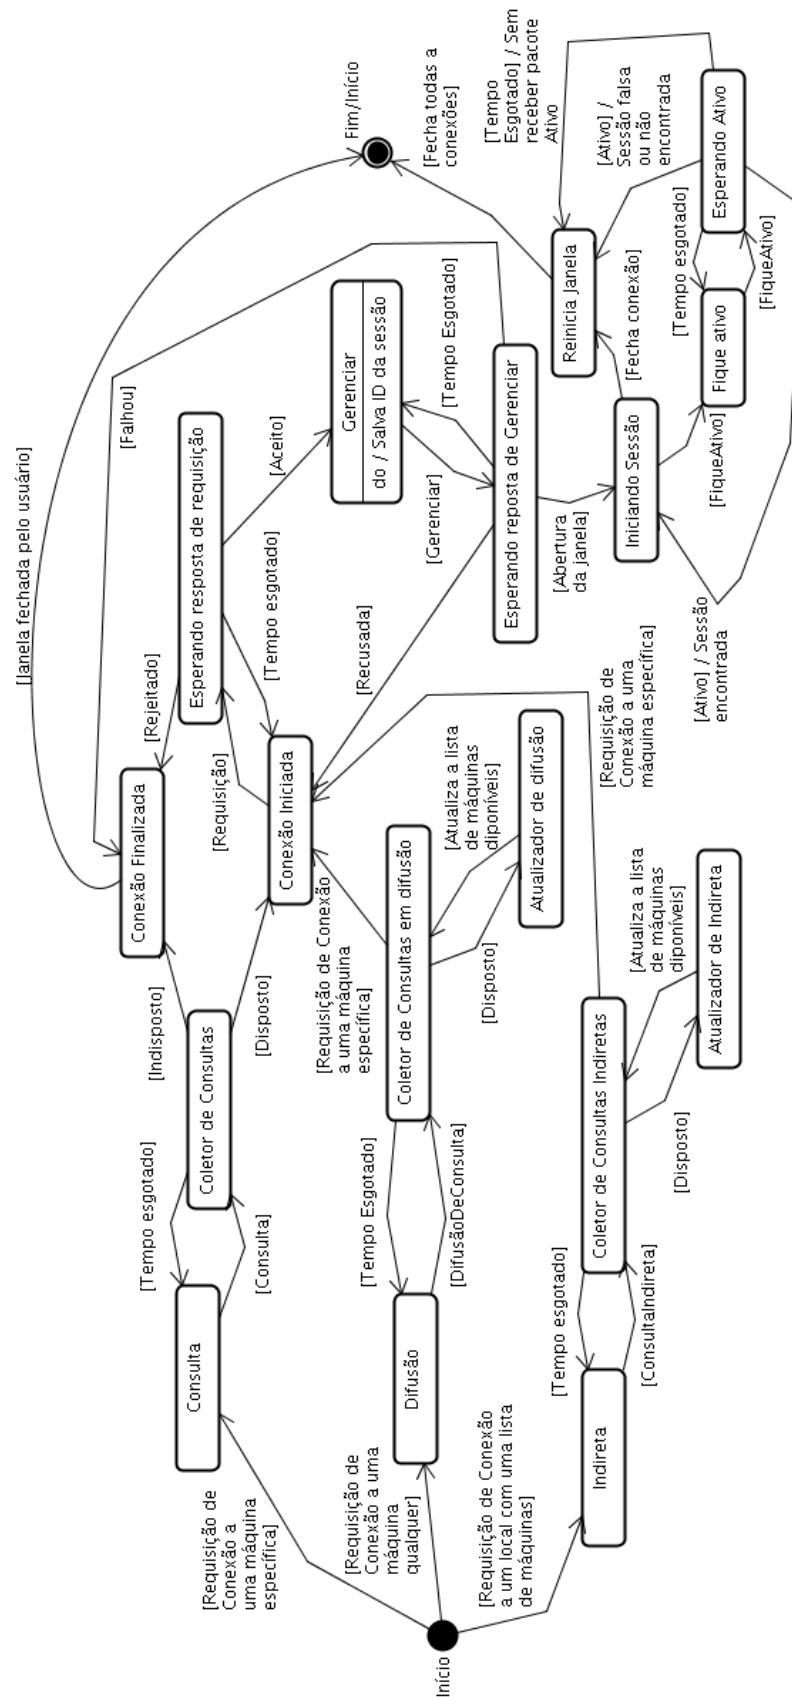 Início
[Requisição de
Conexão a
uma máquina
específica]
[Requisição de
Conexão a uma
máquina
qualquer]
[Requisição de Conexão
a um local com uma lista
de máquinas]
Consulta
[Tempo esgotado]
[Consulta]
Coletor de Consultas
[Indisposto]
[Disposto]
Difusão
[Tempo Esgotado]
[DifusãoDeConsulta]
Coletor de Consultas em difusão
[Requisição de Conexão
a uma máquina
específica]
[Atualiza a lista
de máquinas
diponíveis]
[Disposto]
Atualizador de difusão
Indireta
[Tempo esgotado]
[ConsultaIndireta]
Coletor de Consultas Indiretas
[Atualiza a lista
de máquinas
diponíveis]
[Disposto]
Atualizador de Indireta
[Requisição de
Conexão a uma
máquina específica]
Conexão Finalizada
[Janela fechada pelo usuário]
[Rejeitado]
[Requisição]
Conexão Iniciada
[Tempo esgotado]
Esperando resposta de requisição
[Falhou]
[Aceito]
[Recusada]
Gerenciar
do / Salva ID da sessão
[Gerenciar]
[Tempo Esgotado]
Esperando reposta de Gerenciar
[Abertura
da janela]
Iniciando Sessão
[Fecha conexão]
[FiqueAtivo]
[Ativo] / Sessão
encontrada
Reinicia Janela
[Fecha todas a
conexões]
Fim/Início
[Tempo
Esgotado] / Sem
receber pacote
Ativo
[Ativo] /
Sessão falsa
ou não
encontrada
Fique ativo
[Tempo esgotado]
[FiqueAtivo]
Esperando Ativo